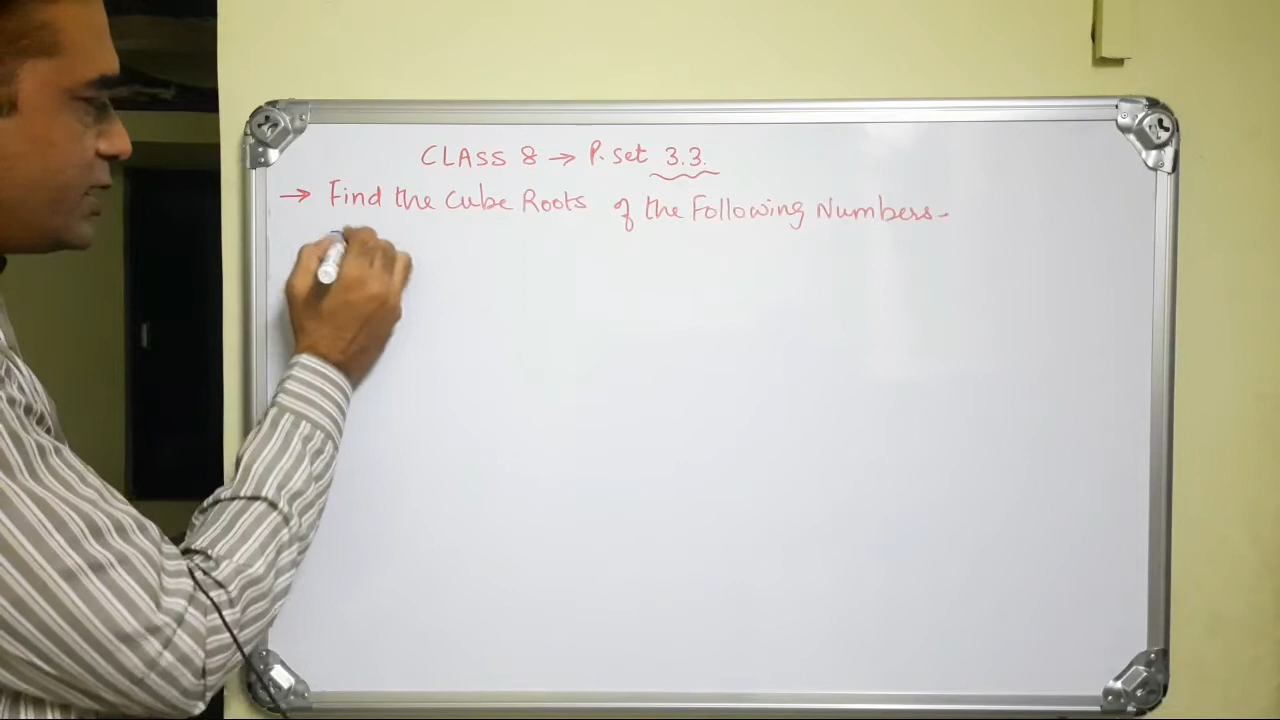 CLASS 8 → P. Set 3.3.
→ Find the Cube Roots of the Following Numbers-